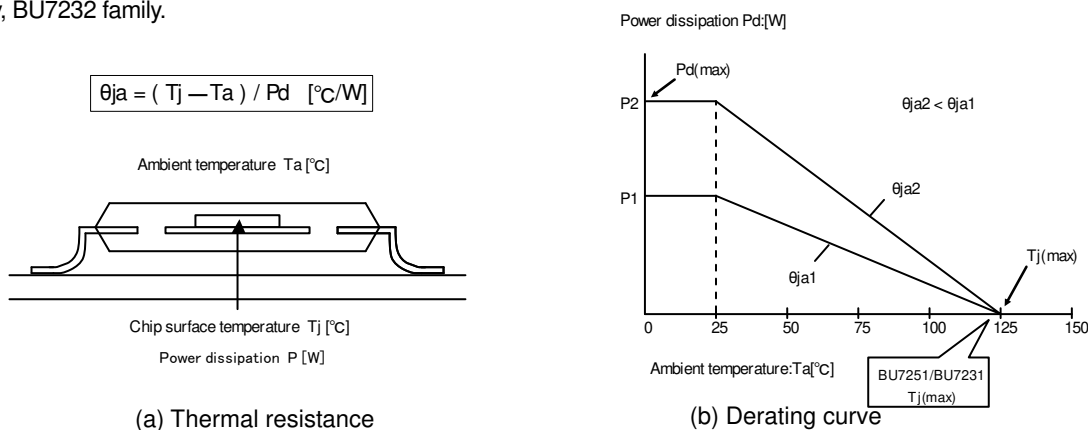 , BU7232 family.
θja = ( Tj — Ta ) / Pd [°C/W]
Ambient temperature Ta [°C]
Chip surface temperature Tj [°C]
Power dissipation P [W]
(a) Thermal resistance
Power dissipation Pd:[W]
Pd(max)
P2
θja2 < θja1
θja2
P1
Tj(max)
θja1
0 25 50 75 100 125 150
Ambient temperature:Ta[°C]
BU7251/BU7231
Tj(max)
(b) Derating curve